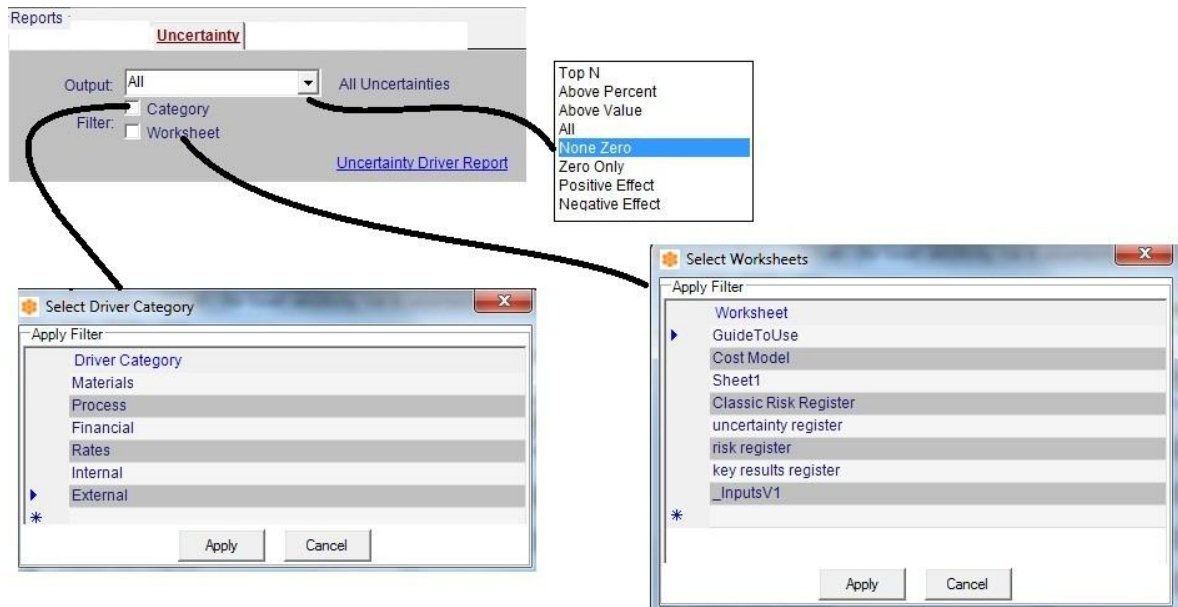 Reports
Uncertainty
Output: All All Uncertainties
Category
Filter:
Worksheet
Uncertainty Driver Report
Top N
Above Percent
Above Value
All
None Zero
Zero Only
Positive Effect
Negative Effect
Select Driver Category
Apply Filter
Driver Category
Materials
Process
Financial
Rates
Internal
External
Apply Cancel
Select Worksheets
Apply Filter
Worksheet
GuideToUse
Cost Model
Sheet1
Classic Risk Register
uncertainty register
risk register
key results register
_InputsV1
Apply Cancel